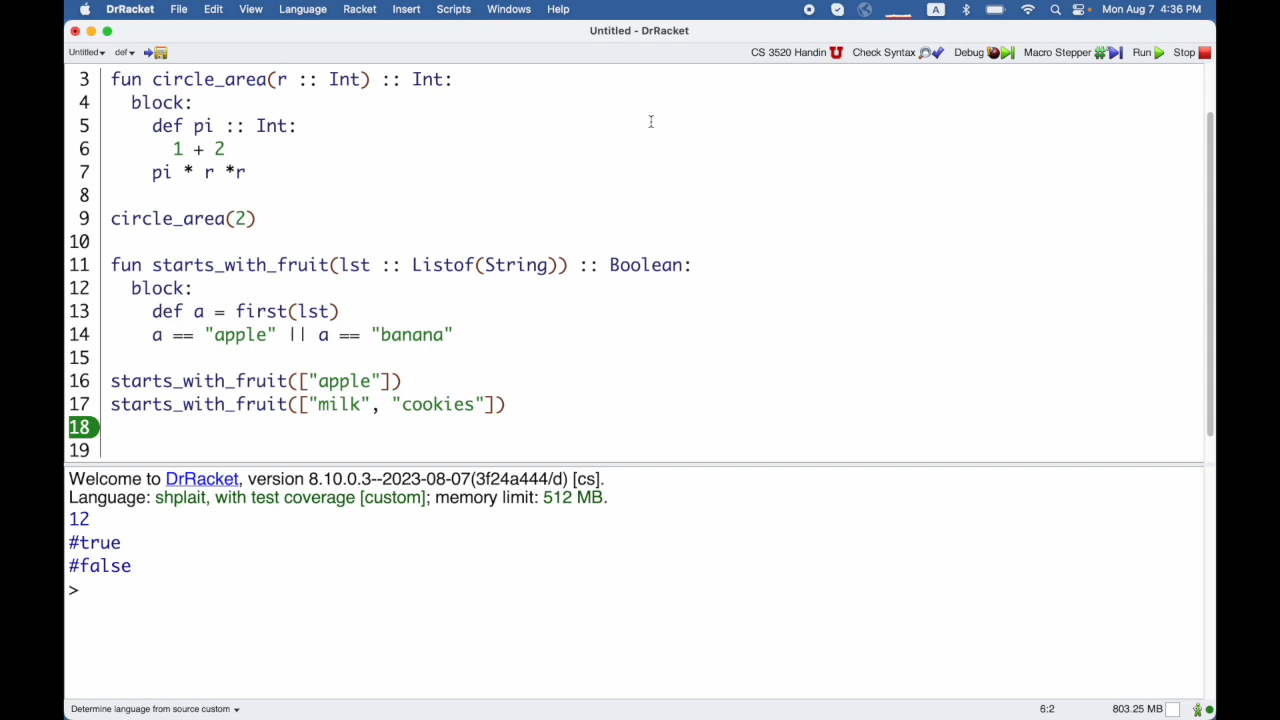 DrRacket File Edit View Language Racket Insert Scripts Windows Help A Mon Aug 7 4:36 PM
Untitled - DrRacket
Untitled def CS 3520 Handin Check Syntax Debug Macro Stepper Run Stop
3 fun circle_area(r :: Int) :: Int:
4 block:
5 def pi :: Int:
6 1 + 2
7 pi * r *r
8
9 circle_area(2)
10
11 fun starts_with_fruit(lst :: Listof(String)) :: Boolean:
12 block:
13 def a = first(lst)
14 a == "apple" || a == "banana"
15
16 starts_with_fruit(["apple"])
17 starts_with_fruit(["milk", "cookies"])
18
19
Welcome to DrRacket, version 8.10.0.3--2023-08-07(3f24a444/d) [cs].
Language: shplait, with test coverage [custom]; memory limit: 512 MB.
12
#true
#false
>
Determine language from source custom 6:2 803.25 MB